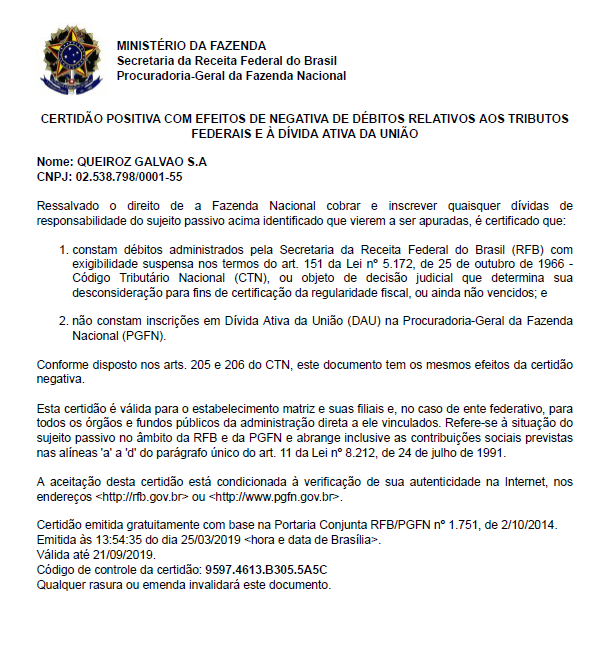 MINISTÉRIO DA FAZENDA
Secretaria da Receita Federal do Brasil
Procuradoria-Geral da Fazenda Nacional
CERTIDÃO POSITIVA COM EFEITOS DE NEGATIVA DE DÉBITOS RELATIVOS AOS TRIBUTOS
FEDERAIS E À DÍVIDA ATIVA DA UNIÃO
Nome: QUEIROZ GALVAO S.A
CNPJ: 02.538.798/0001-55
Ressalvado o direito de a Fazenda Nacional cobrar e inscrever quaisquer dívidas de
responsabilidade do sujeito passivo acima identificado que vierem a ser apuradas, é certificado que:
1. constam débitos administrados pela Secretaria da Receita Federal do Brasil (RFB) com
exigibilidade suspensa nos termos do art. 151 da Lei nº 5.172, de 25 de outubro de 1966 -
Código Tributário Nacional (CTN), ou objeto de decisão judicial que determina sua
desconsideração para fins de certificação da regularidade fiscal, ou ainda não vencidos; e
2. não constam inscrições em Dívida Ativa da União (DAU) na Procuradoria-Geral da Fazenda
Nacional (PGFN).
Conforme disposto nos arts. 205 e 206 do CTN, este documento tem os mesmos efeitos da certidão
negativa.
Esta certidão é válida para o estabelecimento matriz e suas filiais e, no caso de ente federativo, para
todos os órgãos e fundos públicos da administração direta a ele vinculados. Refere-se à situação do
sujeito passivo no âmbito da RFB e da PGFN e abrange inclusive as contribuições sociais previstas
nas alíneas 'a' a 'd' do parágrafo único do art. 11 da Lei nº 8.212, de 24 de julho de 1991.
A aceitação desta certidão está condicionada à verificação de sua autenticidade na Internet, nos
endereços <http://rfb.gov.br> ou <http://www.pgfn.gov.br>.
Certidão emitida gratuitamente com base na Portaria Conjunta RFB/PGFN nº 1.751, de 2/10/2014.
Emitida às 13:54:35 do dia 25/03/2019 <hora e data de Brasília>.
Válida até 21/09/2019.
Código de controle da certidão: 9597.4613.B305.5A5C
Qualquer rasura ou emenda invalidará este documento.